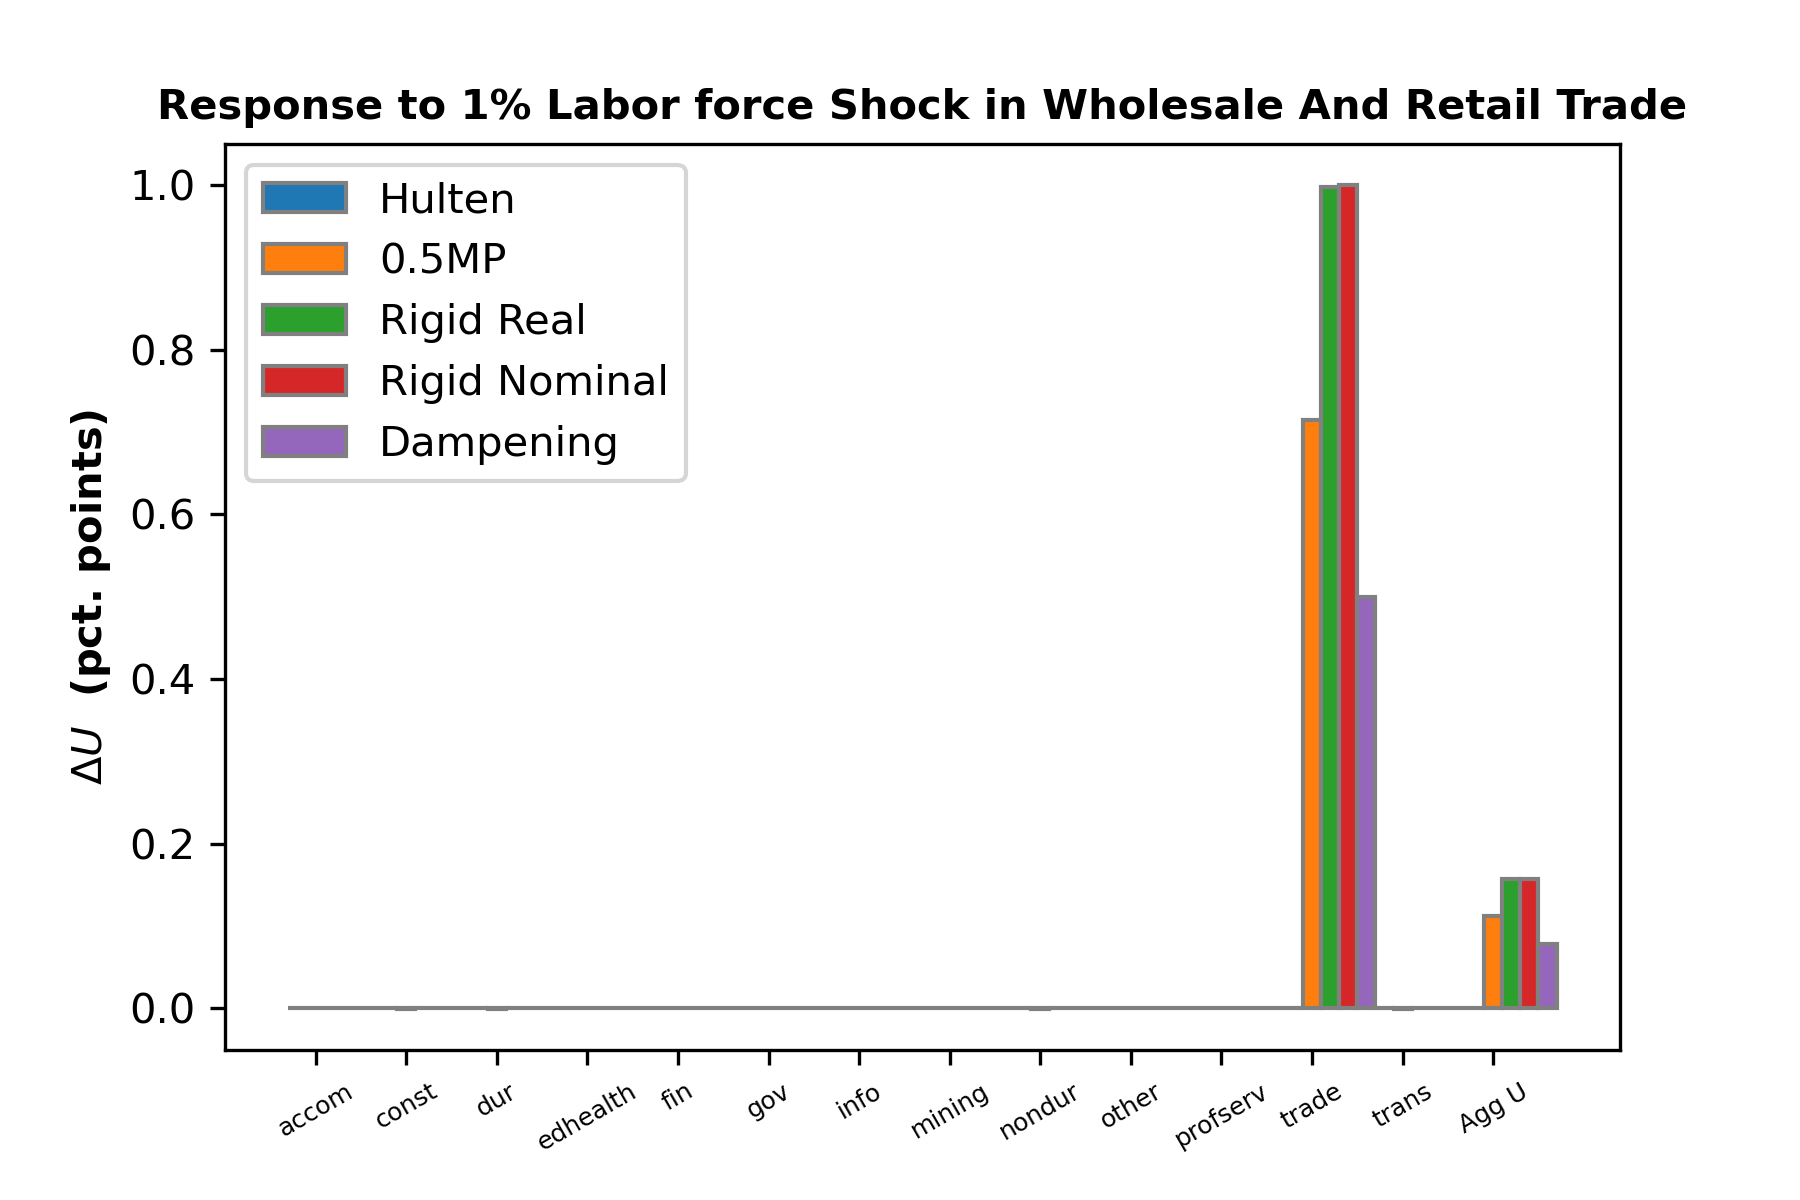 Response to 1% Labor force Shock in Wholesale And Retail Trade
ΔU (pct. points)
1.0
0.8
0.6
0.4
0.2
0.0
Hulten
0.5MP
Rigid Real
Rigid Nominal
Dampening
accom
const
dur
edhealth
fin
gov
info
mining
nondur
other
profserv
trade
trans
Agg U